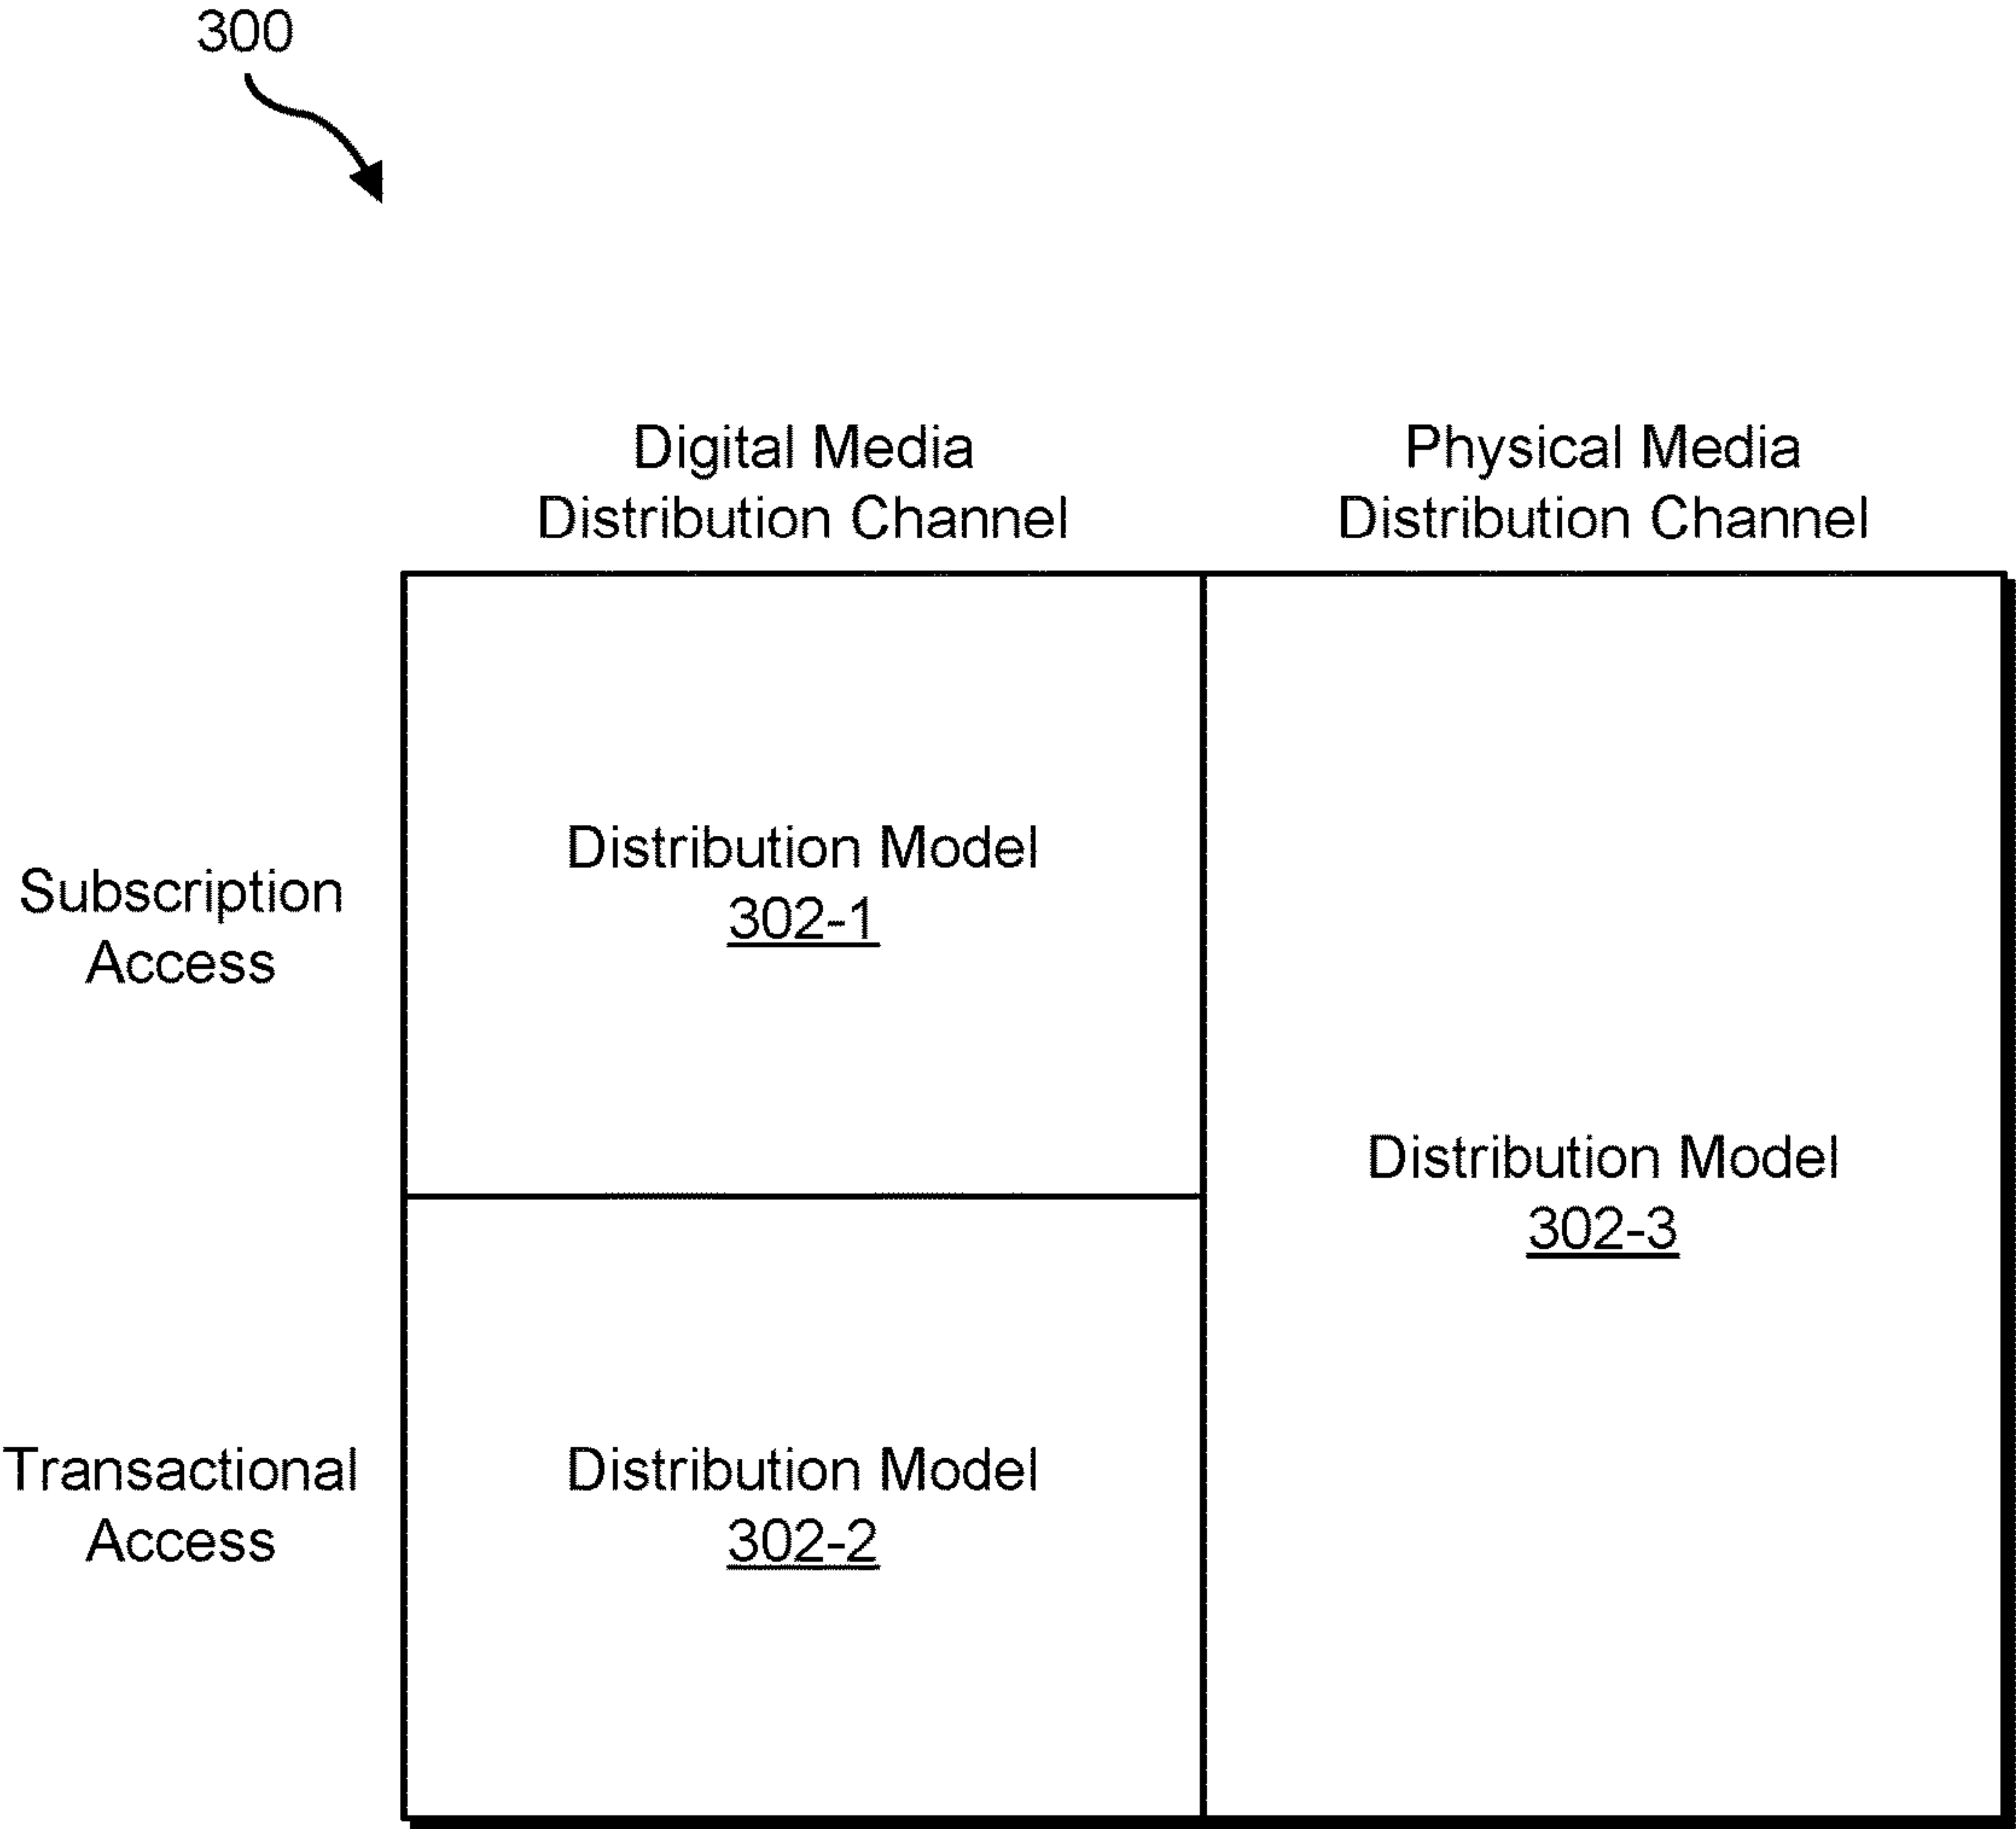 300
Digital Media
Distribution Channel
Physical Media
Distribution Channel
Subscription
Access
Distribution Model
302-1
Distribution Model
302-3
Transactional
Access
Distribution Model
302-2